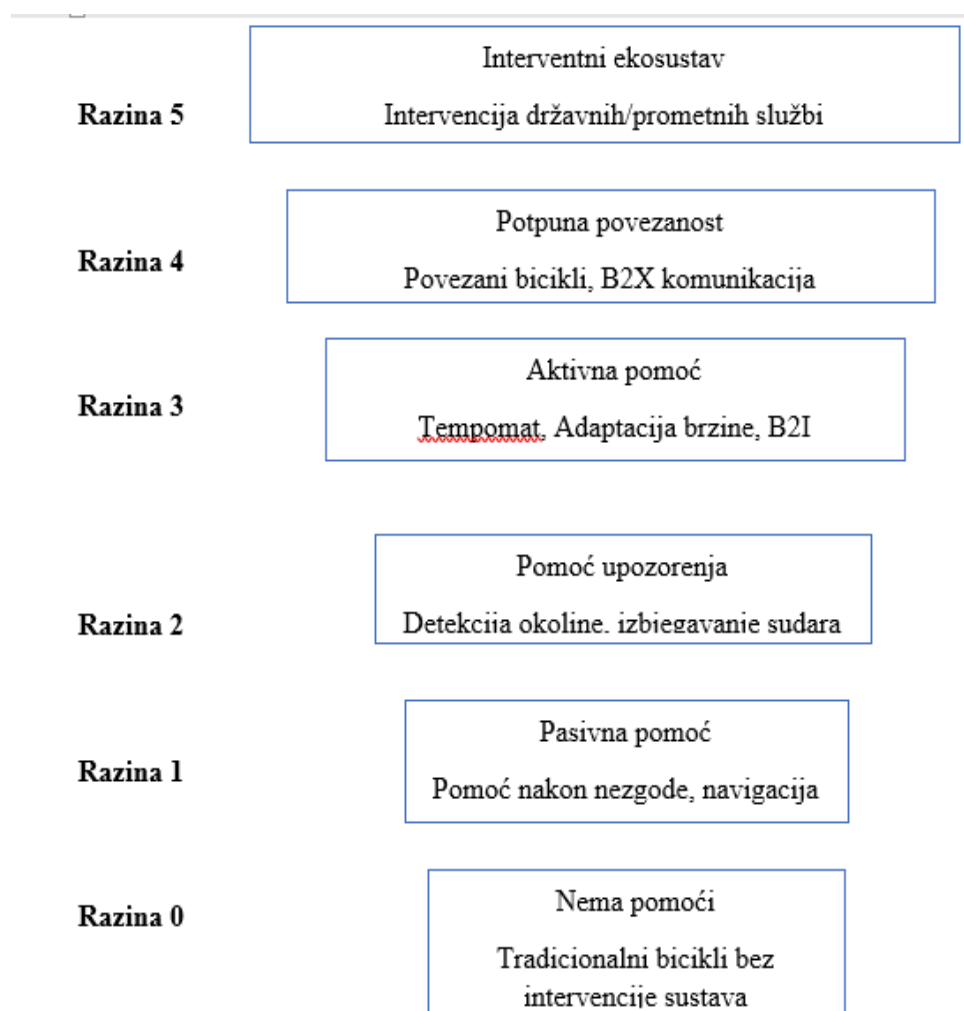 Interventni ekosustav
Razina 5
Intervencija državnih/prometnih službi
Potpuna povezanost
Razina 4
Povezani bicikli, B2X komunikacija
Aktivna pomoć
Razina 3
Tempomat, Adaptacija brzine, B2I
Pomoć upozorenja
Razina 2
Detekcija okoline, izbjegavanje sudara
Pasivna pomoć
Razina 1
Pomoć nakon nezgode, navigacija
Nema pomoći
Razina 0
Tradicionalni bicikli bez
intervencije sustava